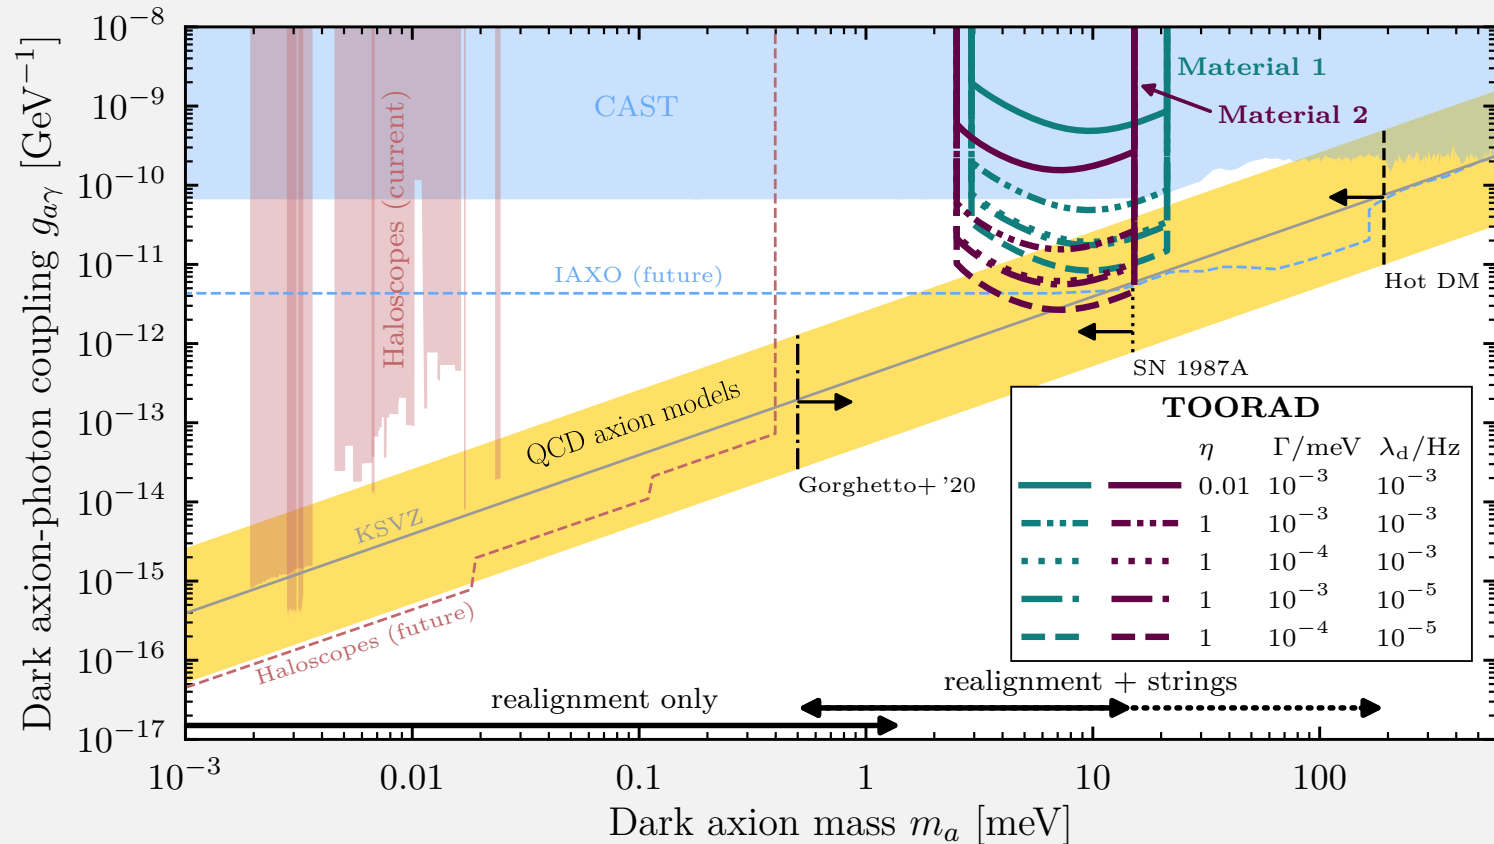 Dark axion-photon coupling g_{aγ} [GeV^{−1}]
10^{−8}
10^{−9}
10^{−10}
10^{−11}
10^{−12}
10^{−13}
10^{−14}
10^{−15}
10^{−16}
10^{−17}
Haloscopes (current)
CAST
Material 1
Material 2
IAXO (future)
Hot DM
SN 1987A
QCD axion models
Gorghetto+ '20
KSVZ
Haloscopes (future)
TOORAD
η Γ/meV λ_d/Hz
0.01 10^{−3} 10^{−3}
1 10^{−3} 10^{−3}
1 10^{−4} 10^{−3}
1 10^{−3} 10^{−5}
1 10^{−4} 10^{−5}
realignment only
realignment + strings
10^{−3} 0.01 0.1 1 10 100
Dark axion mass m_a [meV]